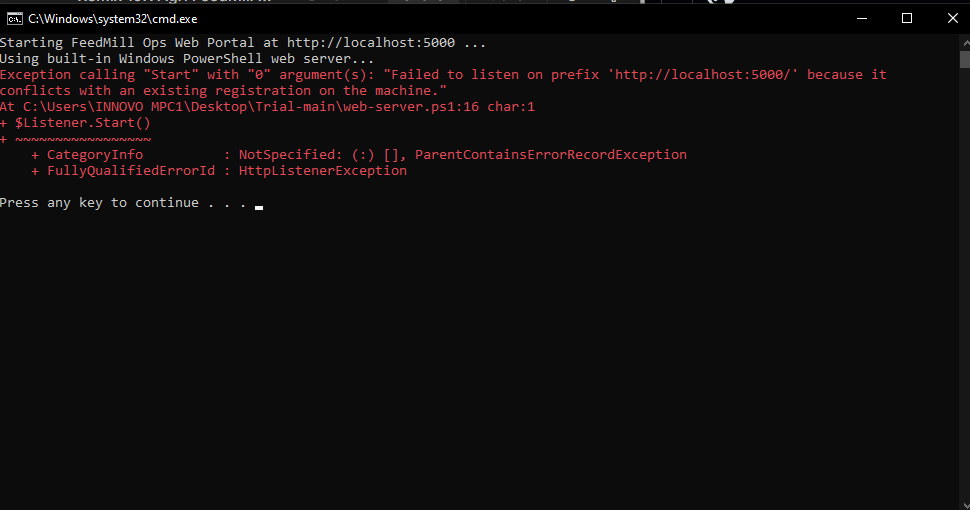 C:\Windows\system32\cmd.exe
Starting FeedMill Ops Web Portal at http://localhost:5000 ...
Using built-in Windows PowerShell web server...
Exception calling "Start" with "0" argument(s): "Failed to listen on prefix 'http://localhost:5000/' because it
conflicts with an existing registration on the machine."
At C:\Users\INNOVO MPC1\Desktop\Trial-main\web-server.ps1:16 char:1
+ $Listener.Start()
+ ~~~~~~~~~~~~~~~~~
    + CategoryInfo          : NotSpecified: (:) [], ParentContainsErrorRecordException
    + FullyQualifiedErrorId : HttpListenerException
Press any key to continue . . .